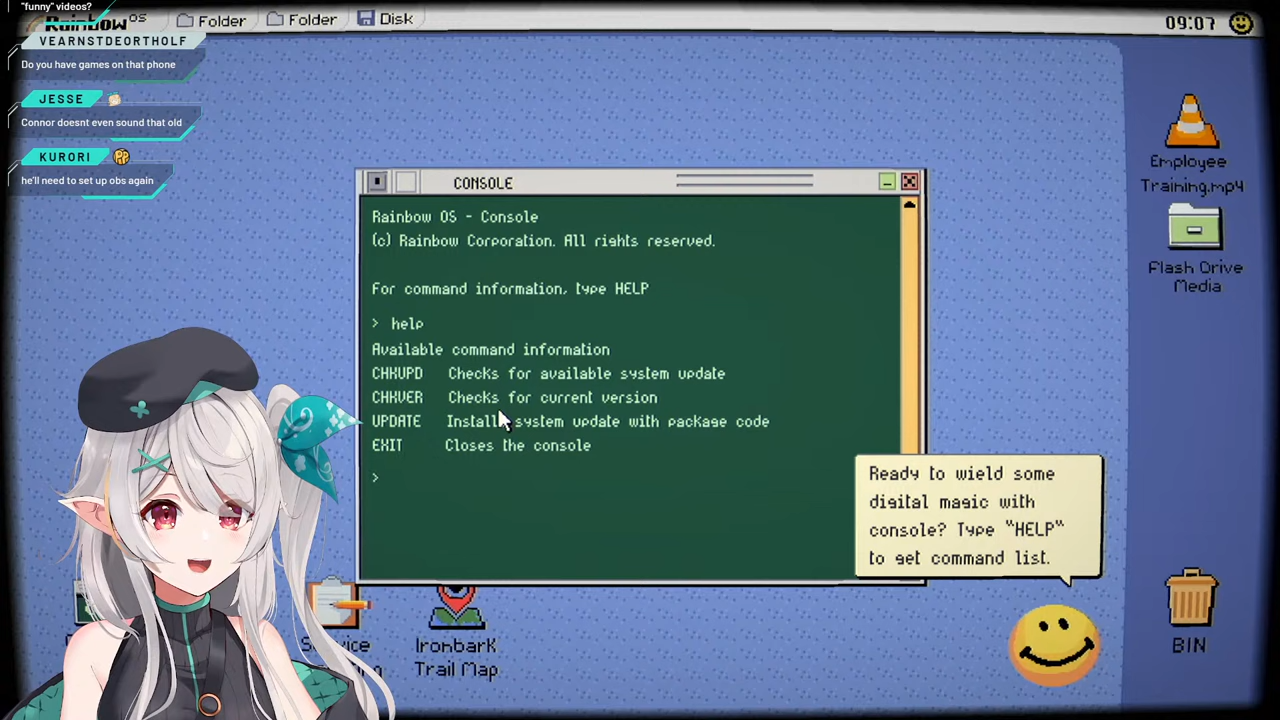 "funny" videos?
Rainbow OS
Folder
Folder
Disk
09:07
VEARNSTDEORTHOLF
Do you have games on that phone
JESSE
Connor doesnt even sound that old
KURORI
he'll need to set up obs again
CONSOLE
Rainbow OS - Console
(c) Rainbow Corporation. All rights reserved.
For command information, type HELP
> help
Available command information
CHKUPD Checks for available system update
CHKVER Checks for current version
UPDATE Install system update with package code
EXIT Closes the console
>
Employee
Training.mp4
Flash Drive
Media
Ready to wield some
digital magic with
console? Type "HELP"
to get command list.
Ironbark
Trail Map
BIN